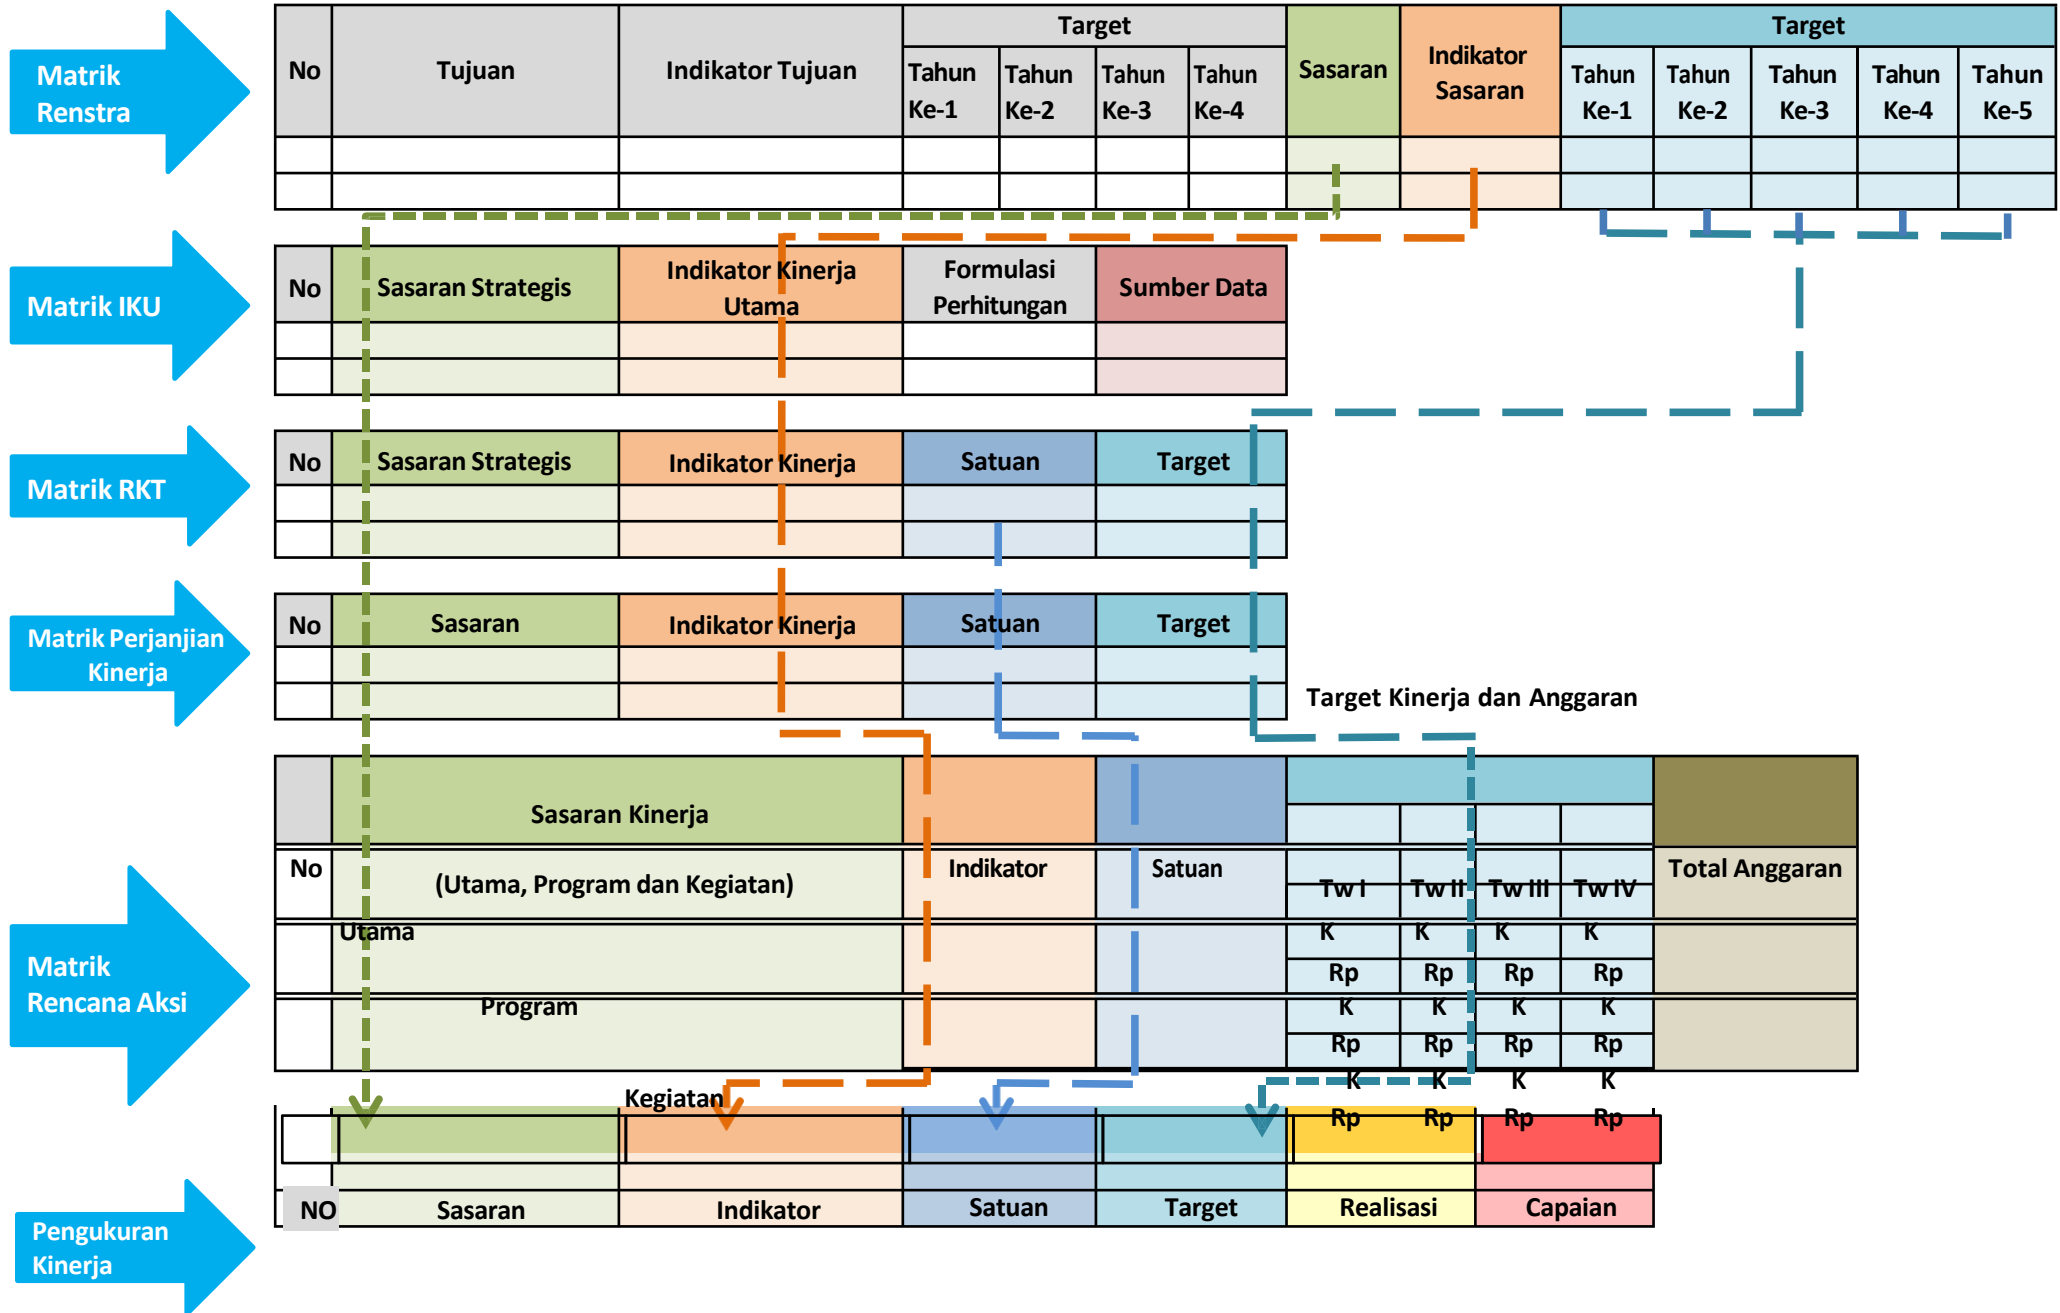 Matrik
Renstra
No
Tujuan
Indikator Tujuan
Target
Tahun
Ke-1
Tahun
Ke-2
Tahun
Ke-3
Tahun
Ke-4
Sasaran
Indikator
Sasaran
Target
Tahun
Ke-1
Tahun
Ke-2
Tahun
Ke-3
Tahun
Ke-4
Tahun
Ke-5
Matrik IKU
No
Sasaran Strategis
Indikator Kinerja
Utama
Formulasi
Perhitungan
Sumber Data
Matrik RKT
No
Sasaran Strategis
Indikator Kinerja
Satuan
Target
Matrik Perjanjian
Kinerja
No
Sasaran
Indikator Kinerja
Satuan
Target
Target Kinerja dan Anggaran
Matrik
Rencana Aksi
Sasaran Kinerja
No
(Utama, Program dan Kegiatan)
Indikator
Satuan
Tw I
Tw II
Tw III
Tw IV
Total Anggaran
Utama
K K K K
Rp Rp Rp Rp
Program
K K K K
Rp Rp Rp Rp
Kegiatan
K K K K
Rp Rp Rp Rp
Pengukuran
Kinerja
NO
Sasaran
Indikator
Satuan
Target
Realisasi
Capaian